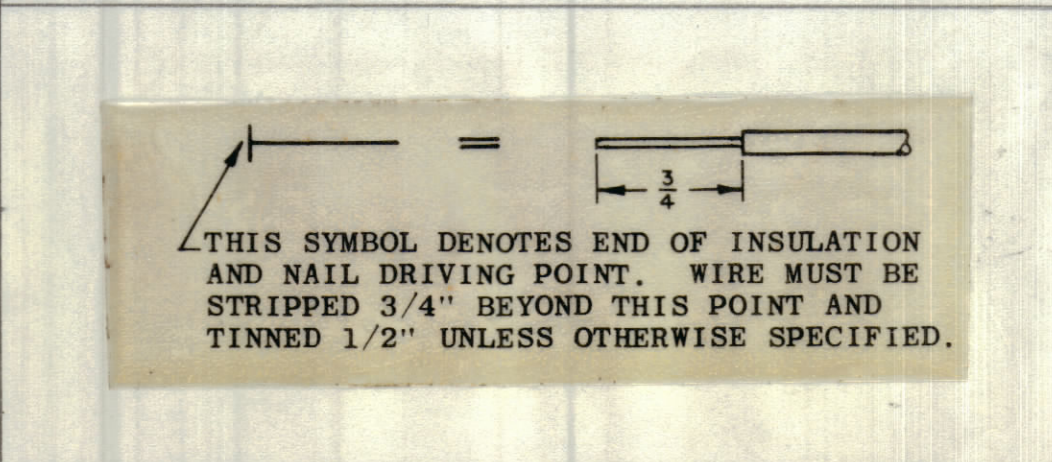 =
3/4
THIS SYMBOL DENOTES END OF INSULATION
AND NAIL DRIVING POINT. WIRE MUST BE
STRIPPED 3/4" BEYOND THIS POINT AND
TINNED 1/2" UNLESS OTHERWISE SPECIFIED.